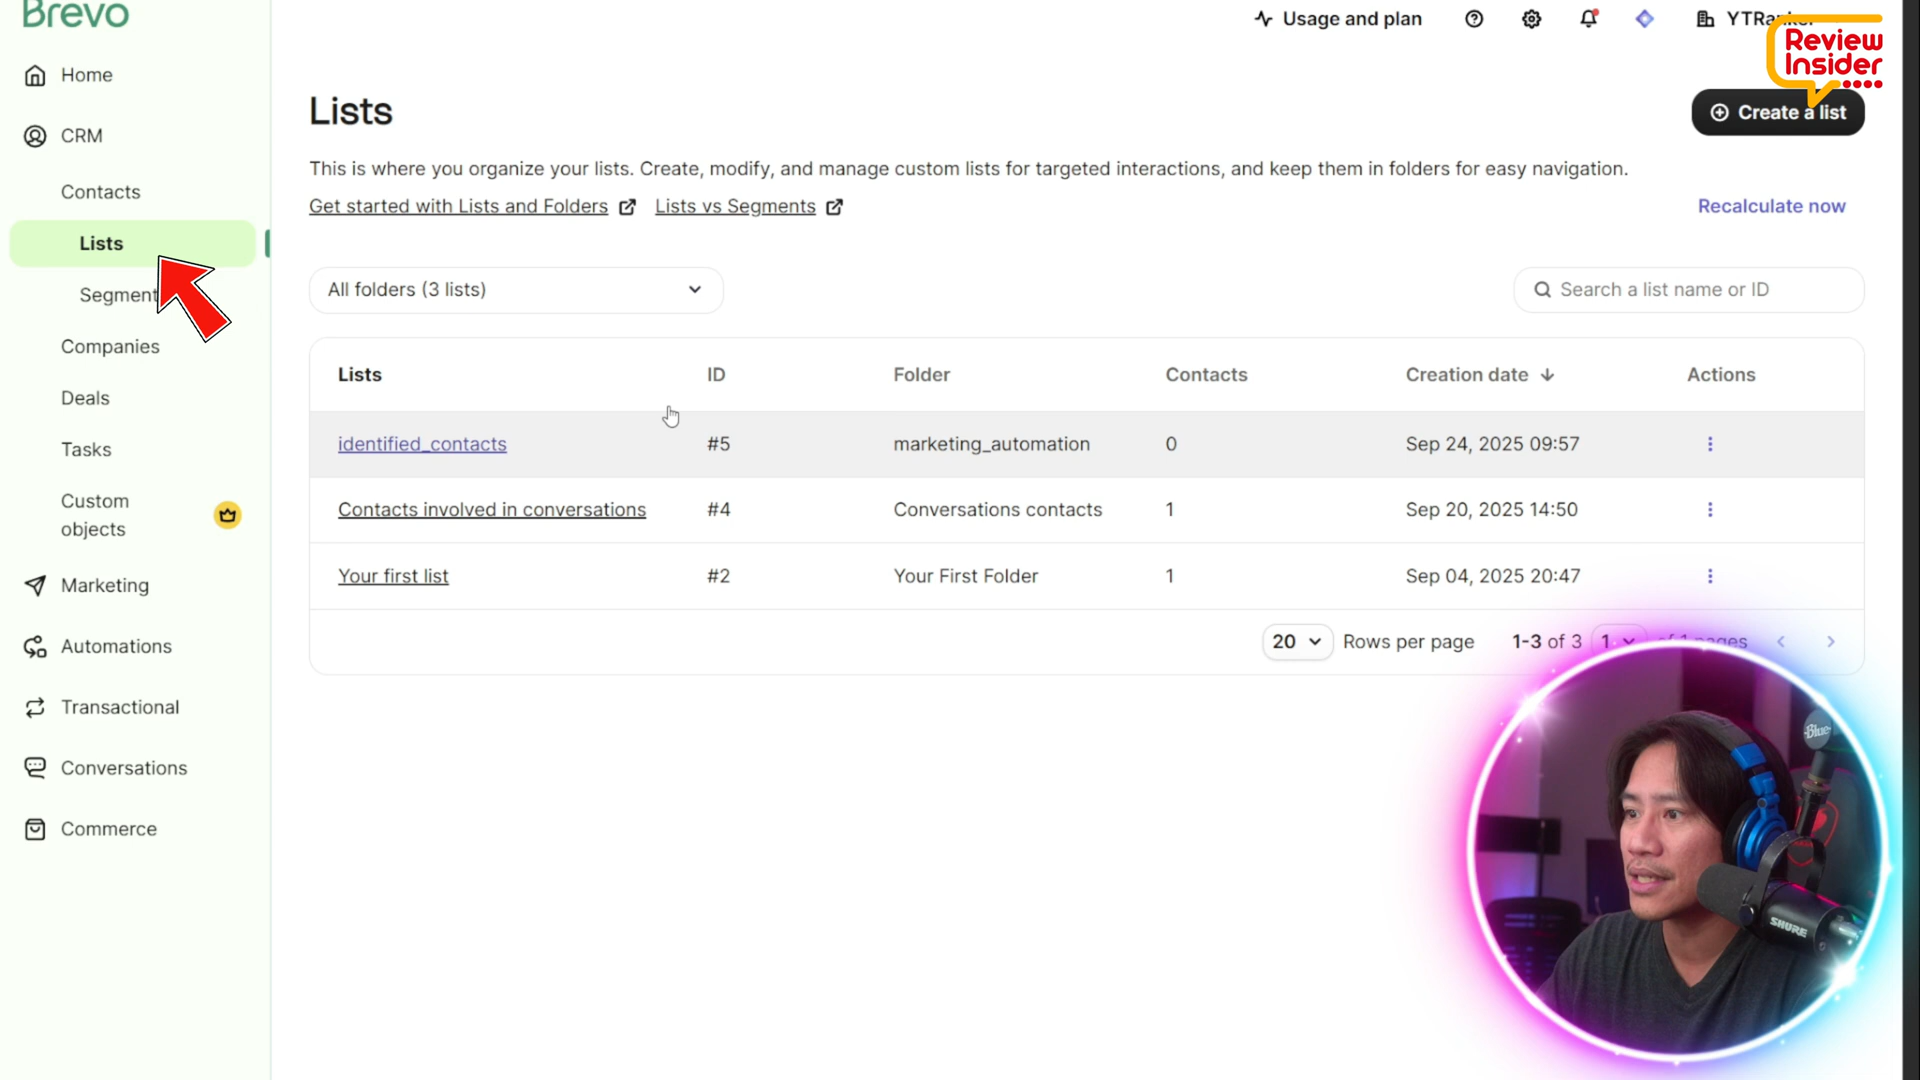 Brevo
Usage and plan
Review
Insider
Home
CRM
Contacts
Lists
Companies
Deals
Tasks
Custom
objects
Marketing
Automations
Transactional
Conversations
Commerce
Lists
Create a list
This is where you organize your lists. Create, modify, and manage custom lists for targeted interactions, and keep them in folders for easy navigation.
Get started with Lists and Folders Lists vs Segments
Recalculate now
All folders (3 lists)
Search a list name or ID
Lists ID Folder Contacts Creation date Actions
identified_contacts #5 marketing_automation 0 Sep 24, 2025 09:57
Contacts involved in conversations #4 Conversations contacts 1 Sep 20, 2025 14:50
Your first list #2 Your First Folder 1 Sep 04, 2025 20:47
20 Rows per page 1-3 of 3 1 of 1 pages
Blue
SHURE